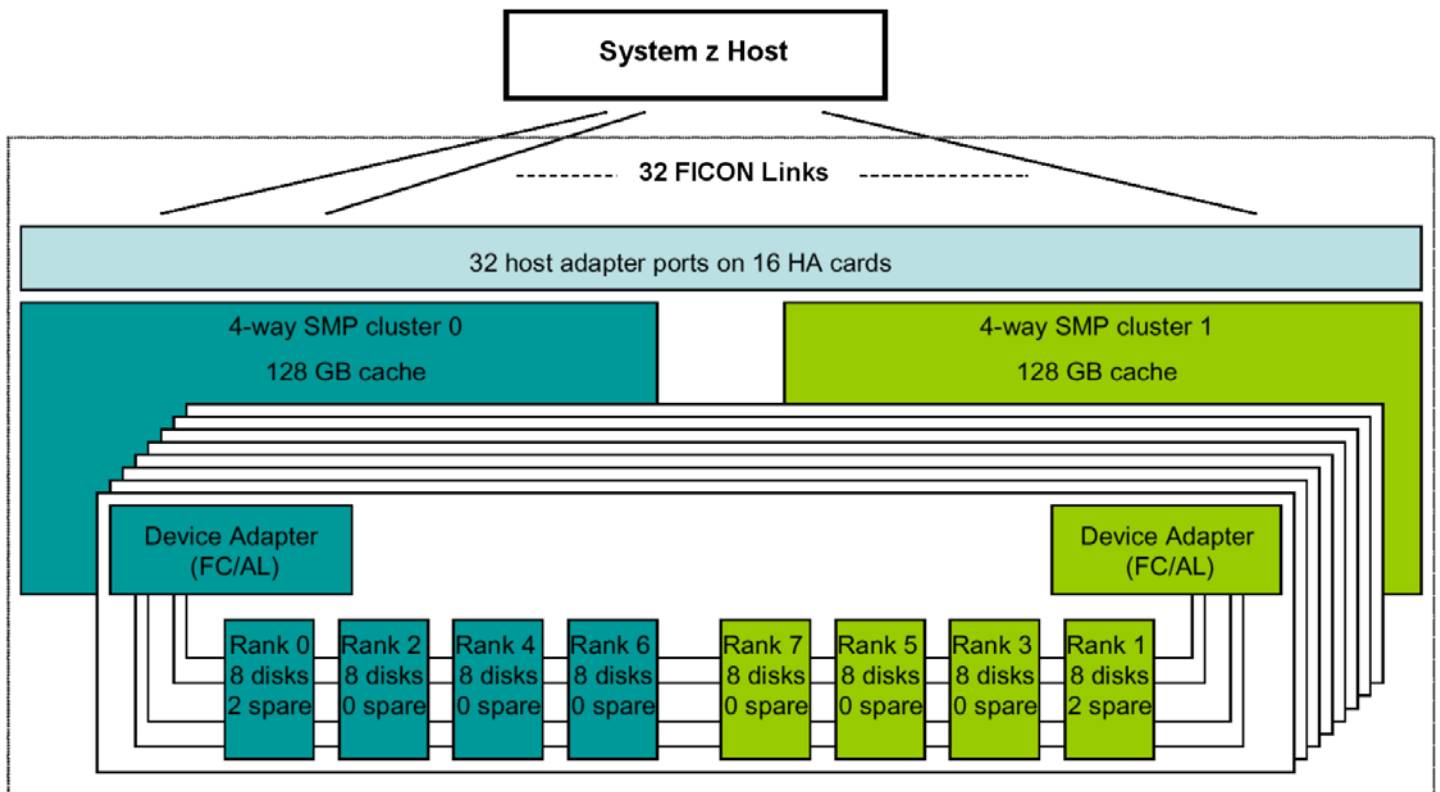 System z Host
32 FICON Links
32 host adapter ports on 16 HA cards
4-way SMP cluster 0
128 GB cache
4-way SMP cluster 1
128 GB cache
Device Adapter
(FC/AL)
Device Adapter
(FC/AL)
Rank 0
8 disks
2 spare
Rank 2
8 disks
0 spare
Rank 4
8 disks
0 spare
Rank 6
8 disks
0 spare
Rank 7
8 disks
0 spare
Rank 5
8 disks
0 spare
Rank 3
8 disks
0 spare
Rank 1
8 disks
2 spare